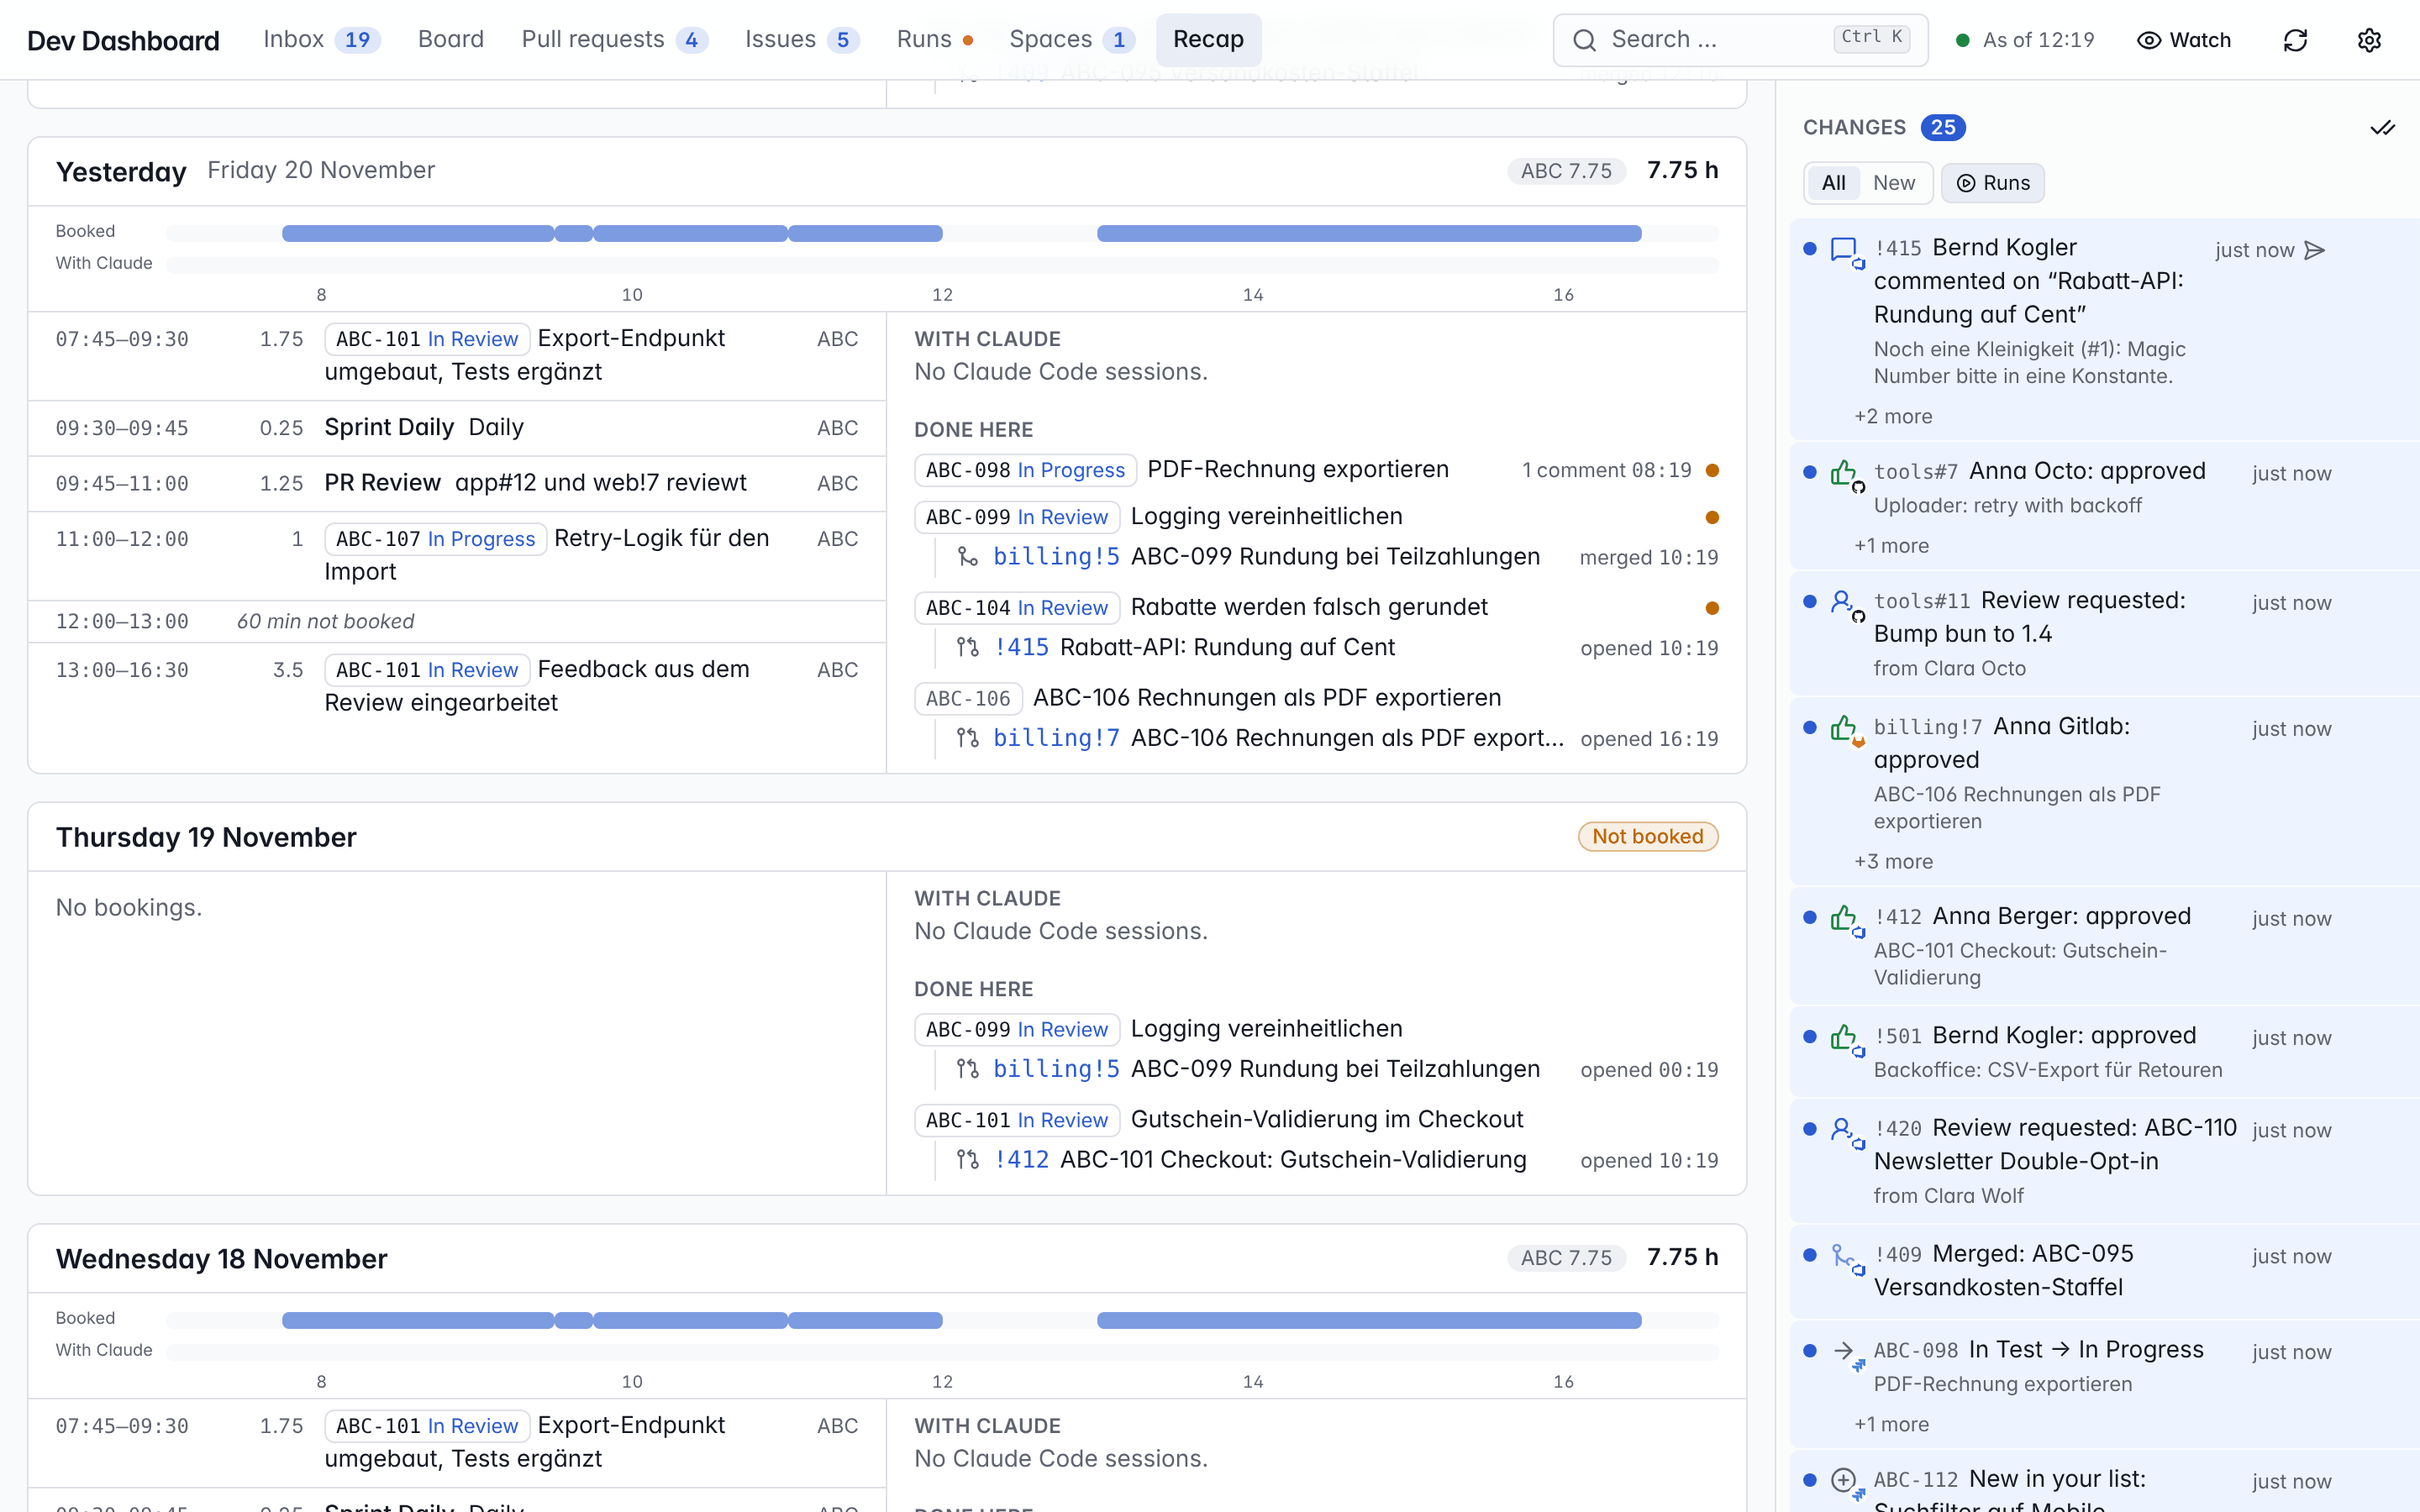 Dev Dashboard Inbox 19 Board Pull requests 4 Issues 5 Runs Spaces 1 Recap Search ... Ctrl K As of 12:19 Watch
!409 ABC-095 Versandkosten-Staffel merged
Yesterday Friday 20 November ABC 7.75 7.75 h
Booked
With Claude
8 10 12 14 16
07:45–09:30 1.75 ABC-101 In Review Export-Endpunkt ABC
umgebaut, Tests ergänzt
09:30–09:45 0.25 Sprint Daily Daily ABC
09:45–11:00 1.25 PR Review app#12 und web!7 reviewt ABC
11:00–12:00 1 ABC-107 In Progress Retry-Logik für den ABC
Import
12:00–13:00 60 min not booked
13:00–16:30 3.5 ABC-101 In Review Feedback aus dem ABC
Review eingearbeitet
WITH CLAUDE
No Claude Code sessions.
DONE HERE
ABC-098 In Progress PDF-Rechnung exportieren 1 comment 08:19
ABC-099 In Review Logging vereinheitlichen
billing!5 ABC-099 Rundung bei Teilzahlungen merged 10:19
ABC-104 In Review Rabatte werden falsch gerundet
!415 Rabatt-API: Rundung auf Cent opened 10:19
ABC-106 ABC-106 Rechnungen als PDF exportieren
billing!7 ABC-106 Rechnungen als PDF export... opened 16:19
Thursday 19 November Not booked
No bookings.
WITH CLAUDE
No Claude Code sessions.
DONE HERE
ABC-099 In Review Logging vereinheitlichen
billing!5 ABC-099 Rundung bei Teilzahlungen opened 00:19
ABC-101 In Review Gutschein-Validierung im Checkout
!412 ABC-101 Checkout: Gutschein-Validierung opened 10:19
Wednesday 18 November ABC 7.75 7.75 h
Booked
With Claude
8 10 12 14 16
07:45–09:30 1.75 ABC-101 In Review Export-Endpunkt ABC
umgebaut, Tests ergänzt
09:30–09:45 0.25 Sprint Daily Daily ABC
WITH CLAUDE
No Claude Code sessions.
DONE HERE
CHANGES 25
All New Runs
!415 Bernd Kogler just now
commented on “Rabatt-API:
Rundung auf Cent”
Noch eine Kleinigkeit (#1): Magic
Number bitte in eine Konstante.
+2 more
tools#7 Anna Octo: approved just now
Uploader: retry with backoff
+1 more
tools#11 Review requested: just now
Bump bun to 1.4
from Clara Octo
billing!7 Anna Gitlab: just now
approved
ABC-106 Rechnungen als PDF
exportieren
+3 more
!412 Anna Berger: approved just now
ABC-101 Checkout: Gutschein-
Validierung
!501 Bernd Kogler: approved just now
Backoffice: CSV-Export für Retouren
!420 Review requested: ABC-110 just now
Newsletter Double-Opt-in
from Clara Wolf
!409 Merged: ABC-095 just now
Versandkosten-Staffel
ABC-098 In Test → In Progress just now
PDF-Rechnung exportieren
+1 more
ABC-112 New in your list: just now
Suchfilter auf Mobile